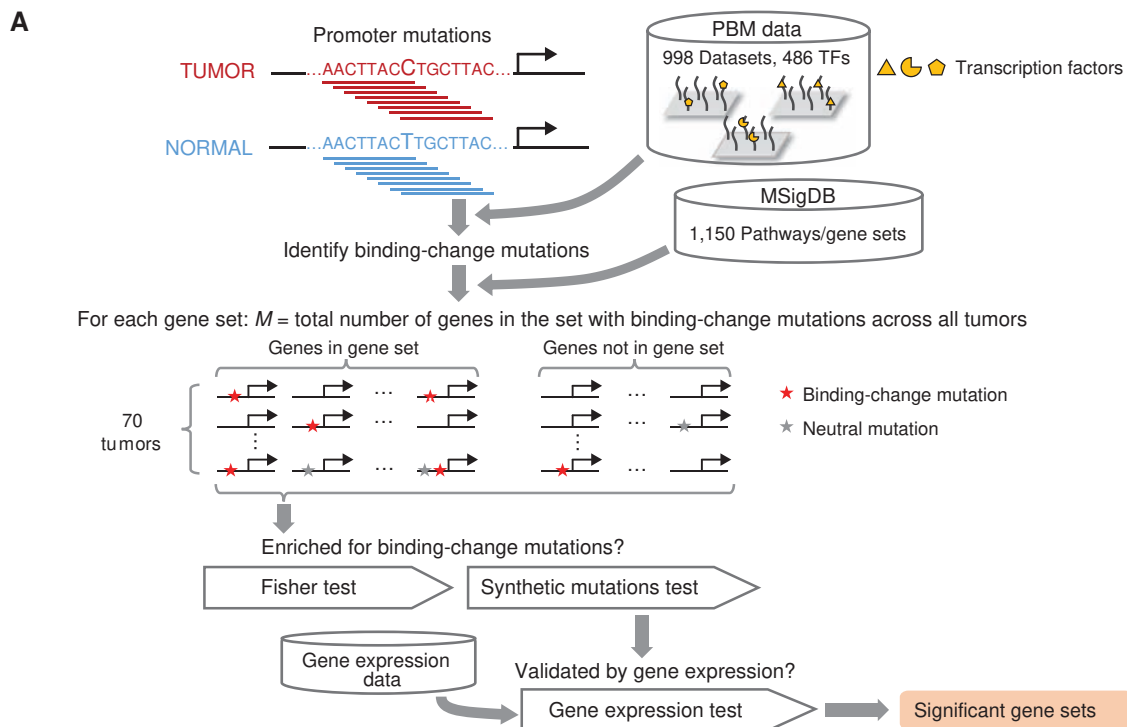 A
Promoter mutations
TUMOR ...AACTTACCTGCTTAC...
NORMAL ...AACTTACTTGCTTAC...
PBM data
998 Datasets, 486 TFs
Transcription factors
MSigDB
1,150 Pathways/gene sets
Identify binding-change mutations
For each gene set: M = total number of genes in the set with binding-change mutations across all tumors
Genes in gene set
Genes not in gene set
70
tumors
...
...
...
...
...
...
...
...
Binding-change mutation
Neutral mutation
Enriched for binding-change mutations?
Fisher test
Synthetic mutations test
Gene expression
data
Validated by gene expression?
Gene expression test
Significant gene sets